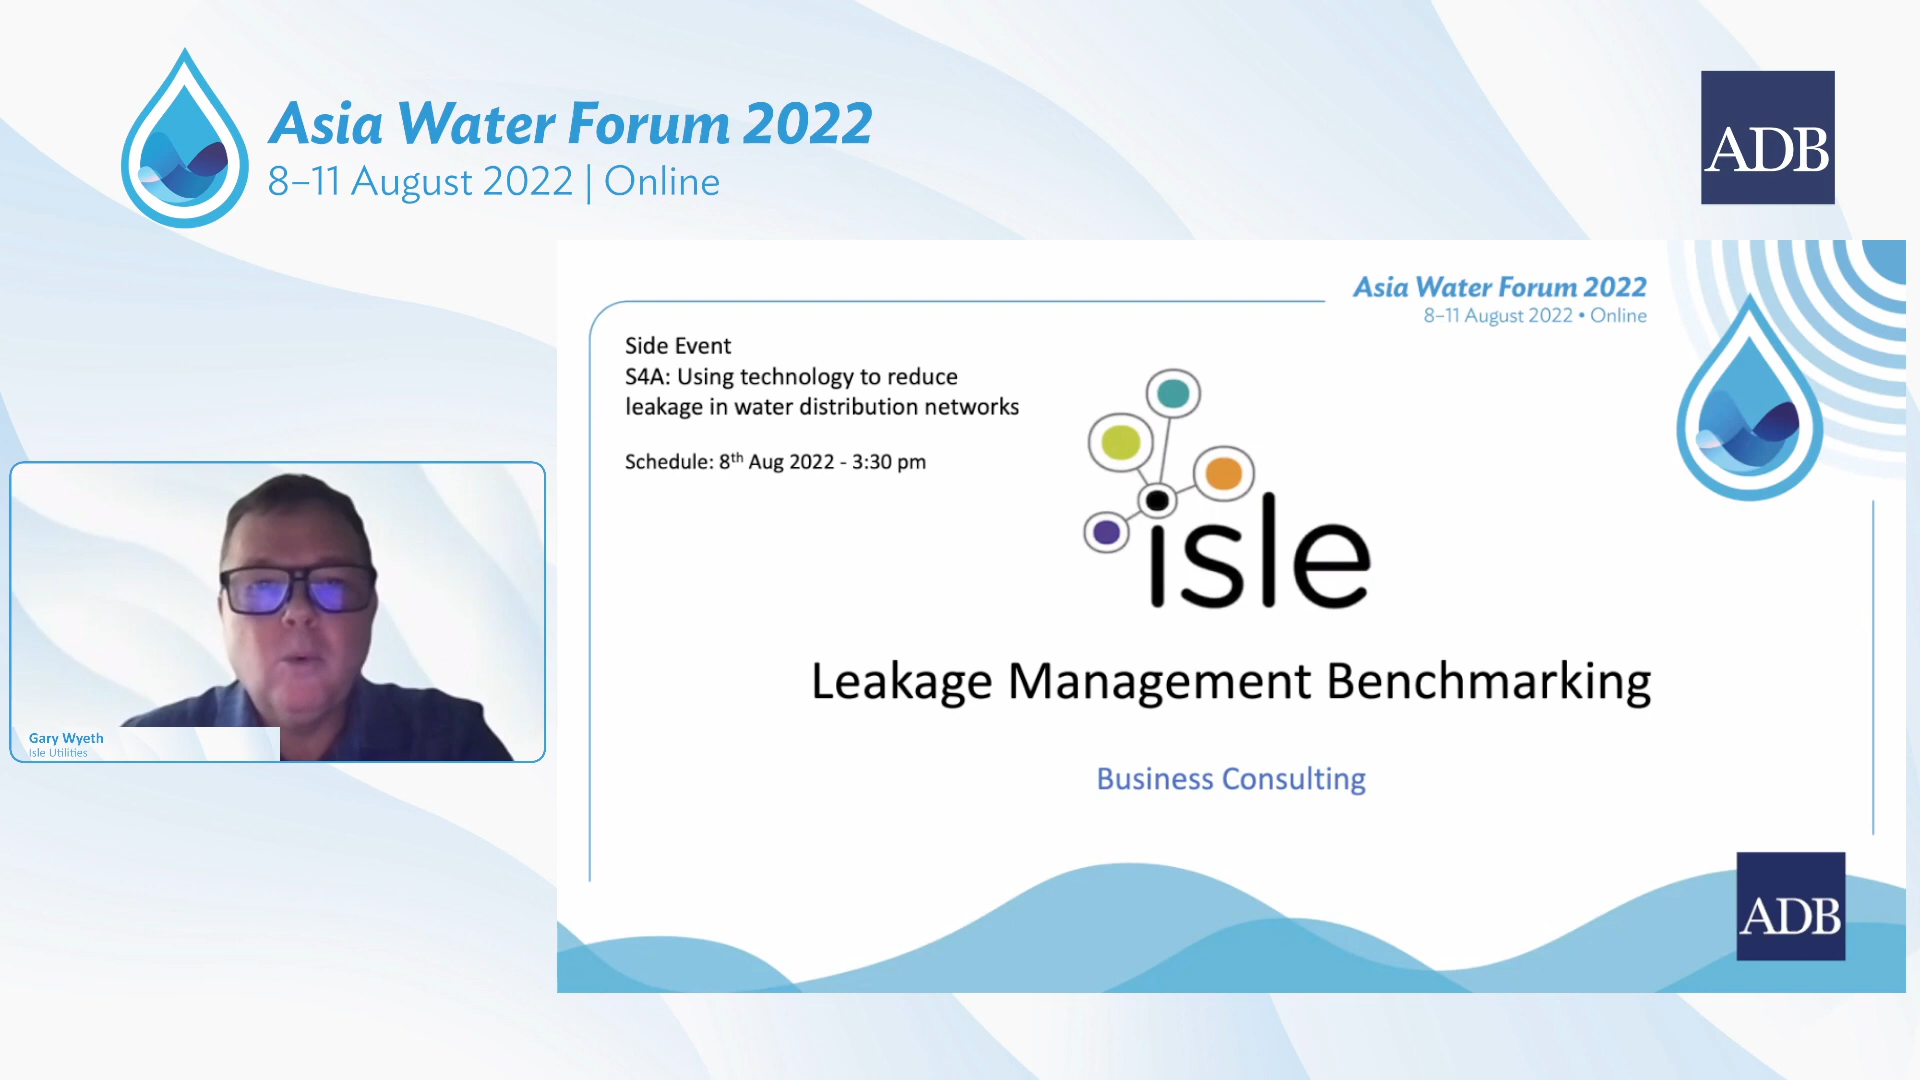 Asia Water Forum 2022
8–11 August 2022 | Online
ADB
Asia Water Forum 2022
8–11 August 2022 • Online
Side Event
S4A: Using technology to reduce
leakage in water distribution networks
Schedule: 8th Aug 2022 - 3:30 pm
isle
Leakage Management Benchmarking
Business Consulting
ADB
Gary Wyeth
Isle Utilities